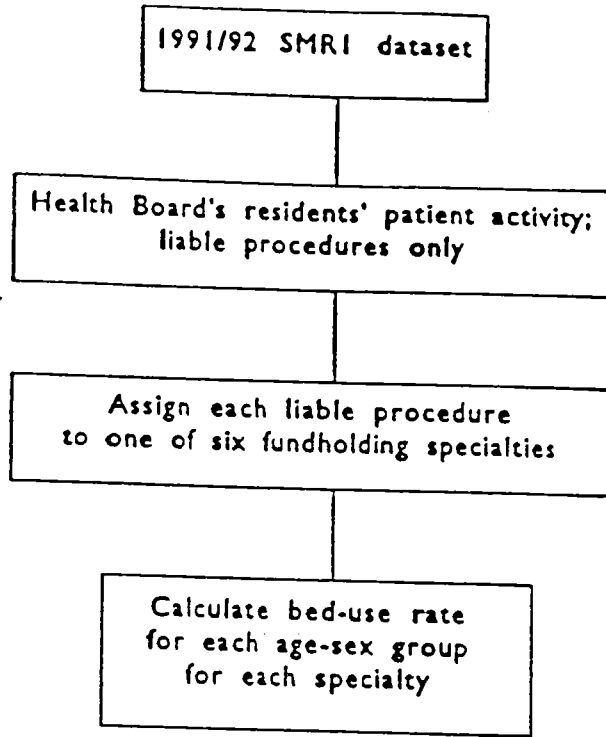 1991/92 SMR1 dataset
Health Board's residents' patient activity;
liable procedures only
Assign each liable procedure
to one of six fundholding specialties
Calculate bed-use rate
for each age-sex group
for each specialty